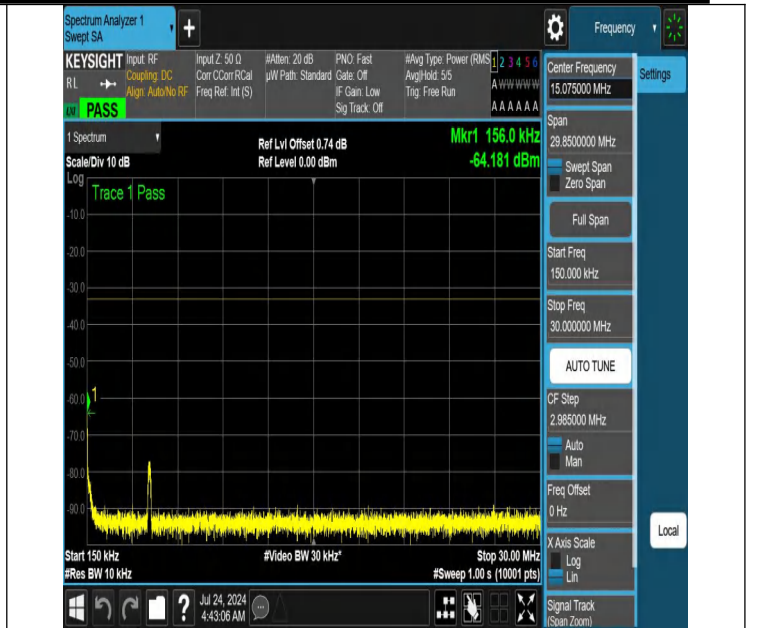 Spectrum Analyzer 1
Swept SA
+
Frequency
KEYSIGHT
RL
PASS
Input: RF
Coupling: DC
Align: Auto/No RF
Input Z: 50 Ω
Corr CCorr RCal
Freq Ref: Int (S)
#Atten: 20 dB
µW Path: Standard
PNO: Fast
Gate: Off
IF Gain: Low
Sig Track: Off
#Avg Type: Power (RMS
Avg|Hold: 5/5
Trig: Free Run
1 2 3 4 5 6
A W W W W W
A A A A A A
1 Spectrum
Scale/Div 10 dB
Log
Ref Lvl Offset 0.74 dB
Ref Level 0.00 dBm
Mkr1 156.0 kHz
-64.181 dBm
Trace 1 Pass
-10.0
-20.0
-30.0
-40.0
-50.0
-60.0
1
-70.0
-80.0
-90.0
Start 150 kHz
#Res BW 10 kHz
#Video BW 30 kHz*
Stop 30.00 MHz
#Sweep 1.00 s (10001 pts)
Center Frequency
15.075000 MHz
Settings
Span
29.8500000 MHz
Swept Span
Zero Span
Full Span
Start Freq
150.000 kHz
Stop Freq
30.000000 MHz
AUTO TUNE
CF Step
2.985000 MHz
Auto
Man
Freq Offset
0 Hz
X Axis Scale
Log
Lin
Local
Signal Track
(Span Zoom)
?
Jul 24, 2024
4:43:06 AM